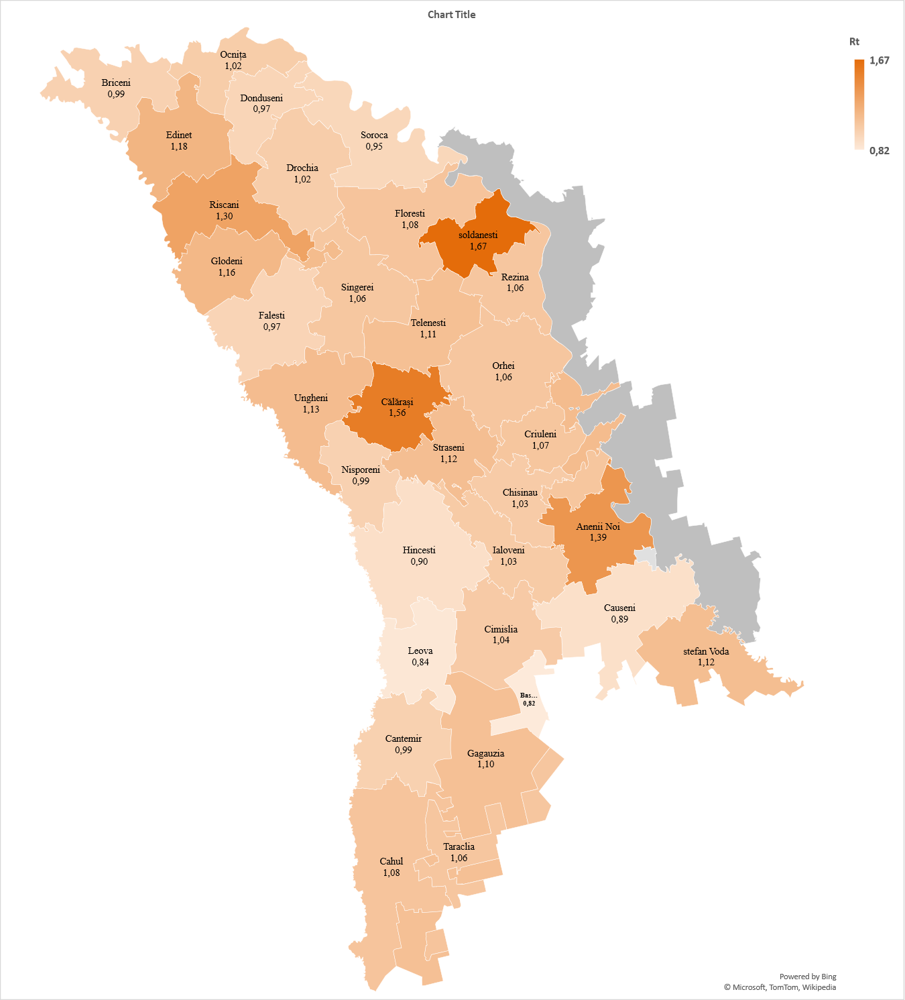 Chart Title
Rt
1,67
0,82
Ocnița
1,02
Briceni
0,99
Donduseni
0,97
Edinet
1,18
Soroca
0,95
Drochia
1,02
Riscani
1,30
Floresti
1,08
soldanesti
1,67
Glodeni
1,16
Rezina
1,06
Singerei
1,06
Falesti
0,97
Telenesti
1,11
Orhei
1,06
Ungheni
1,13
Călărași
1,56
Criuleni
1,07
Straseni
1,12
Nisporeni
0,99
Chisinau
1,03
Anenii Noi
1,39
Hincesti
0,90
Ialoveni
1,03
Causeni
0,89
Cimislia
1,04
Leova
0,84
stefan Voda
1,12
Bas...
0,82
Cantemir
0,99
Gagauzia
1,10
Taraclia
1,06
Cahul
1,08
Powered by Bing
© Microsoft, TomTom, Wikipedia